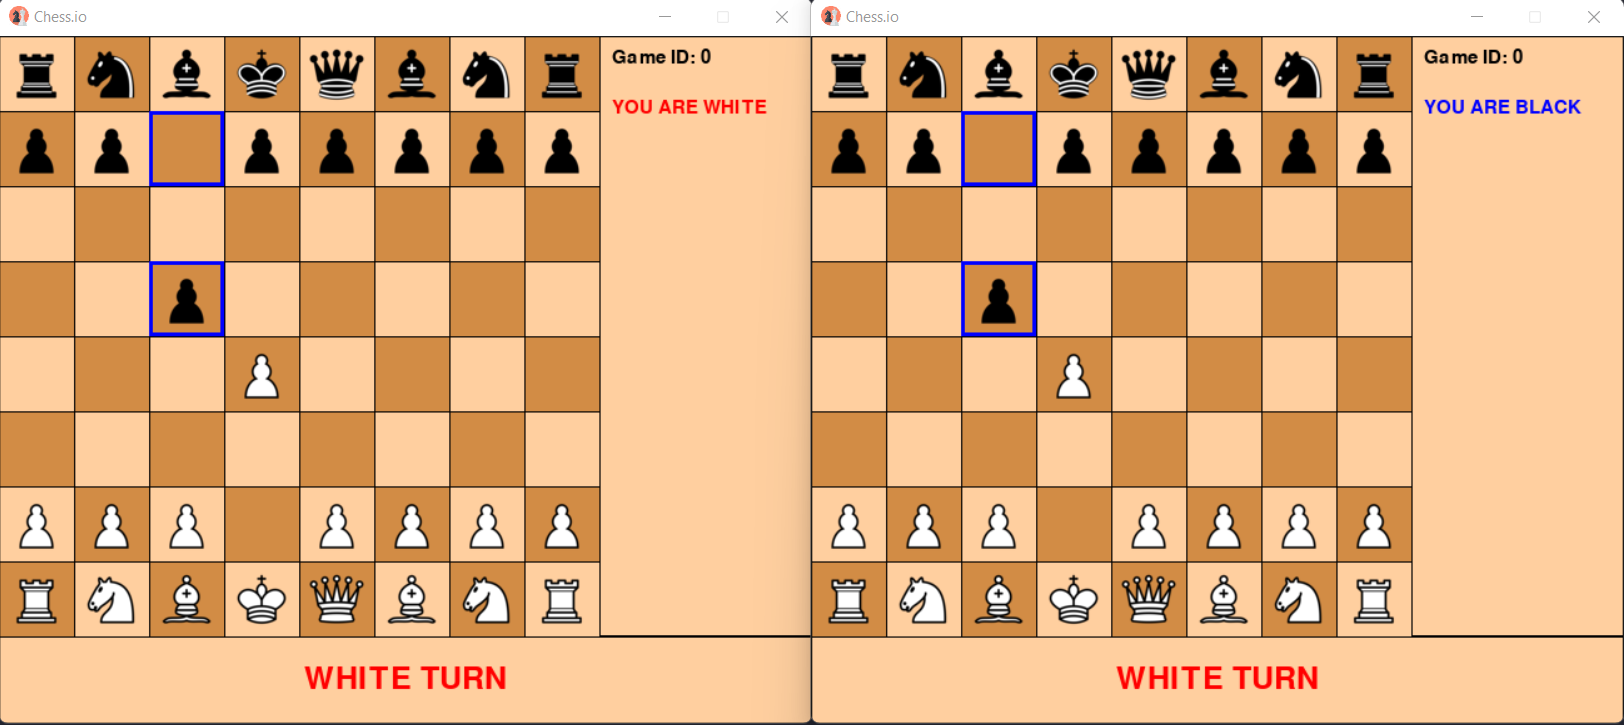 Chess.io
Game ID: 0
YOU ARE WHITE
WHITE TURN
Chess.io
Game ID: 0
YOU ARE BLACK
WHITE TURN